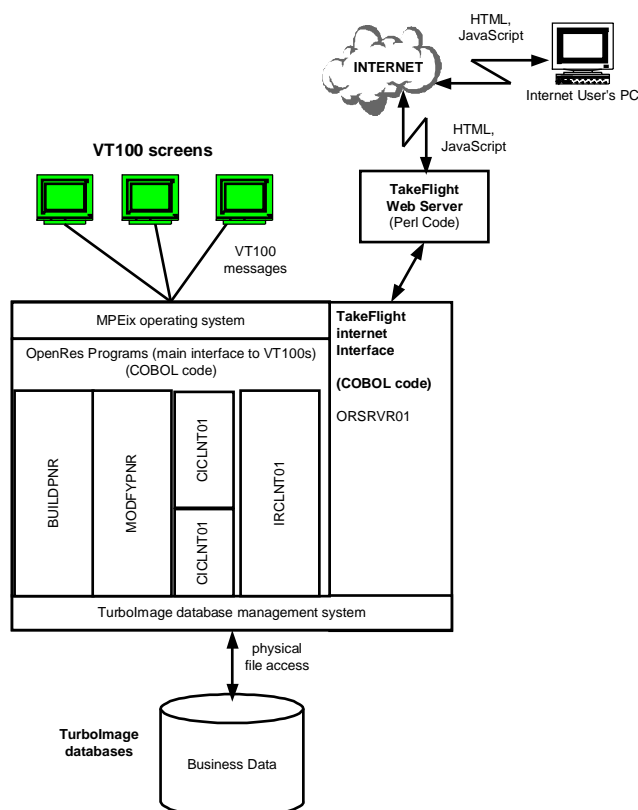 HTML,
JavaScript
INTERNET
Internet User's PC
HTML,
JavaScript
VT100 screens
TakeFlight
Web Server
(Perl Code)
VT100
messages
MPEix operating system
TakeFlight
internet
Interface
(COBOL code)
ORSRVR01
OpenRes Programs (main interface to VT100s)
(COBOL code)
BUILDPNR
MODFYPNR
CICLNT01
CICLNT01
IRCLNT01
TurboImage database management system
physical
file access
TurboImage
databases
Business Data